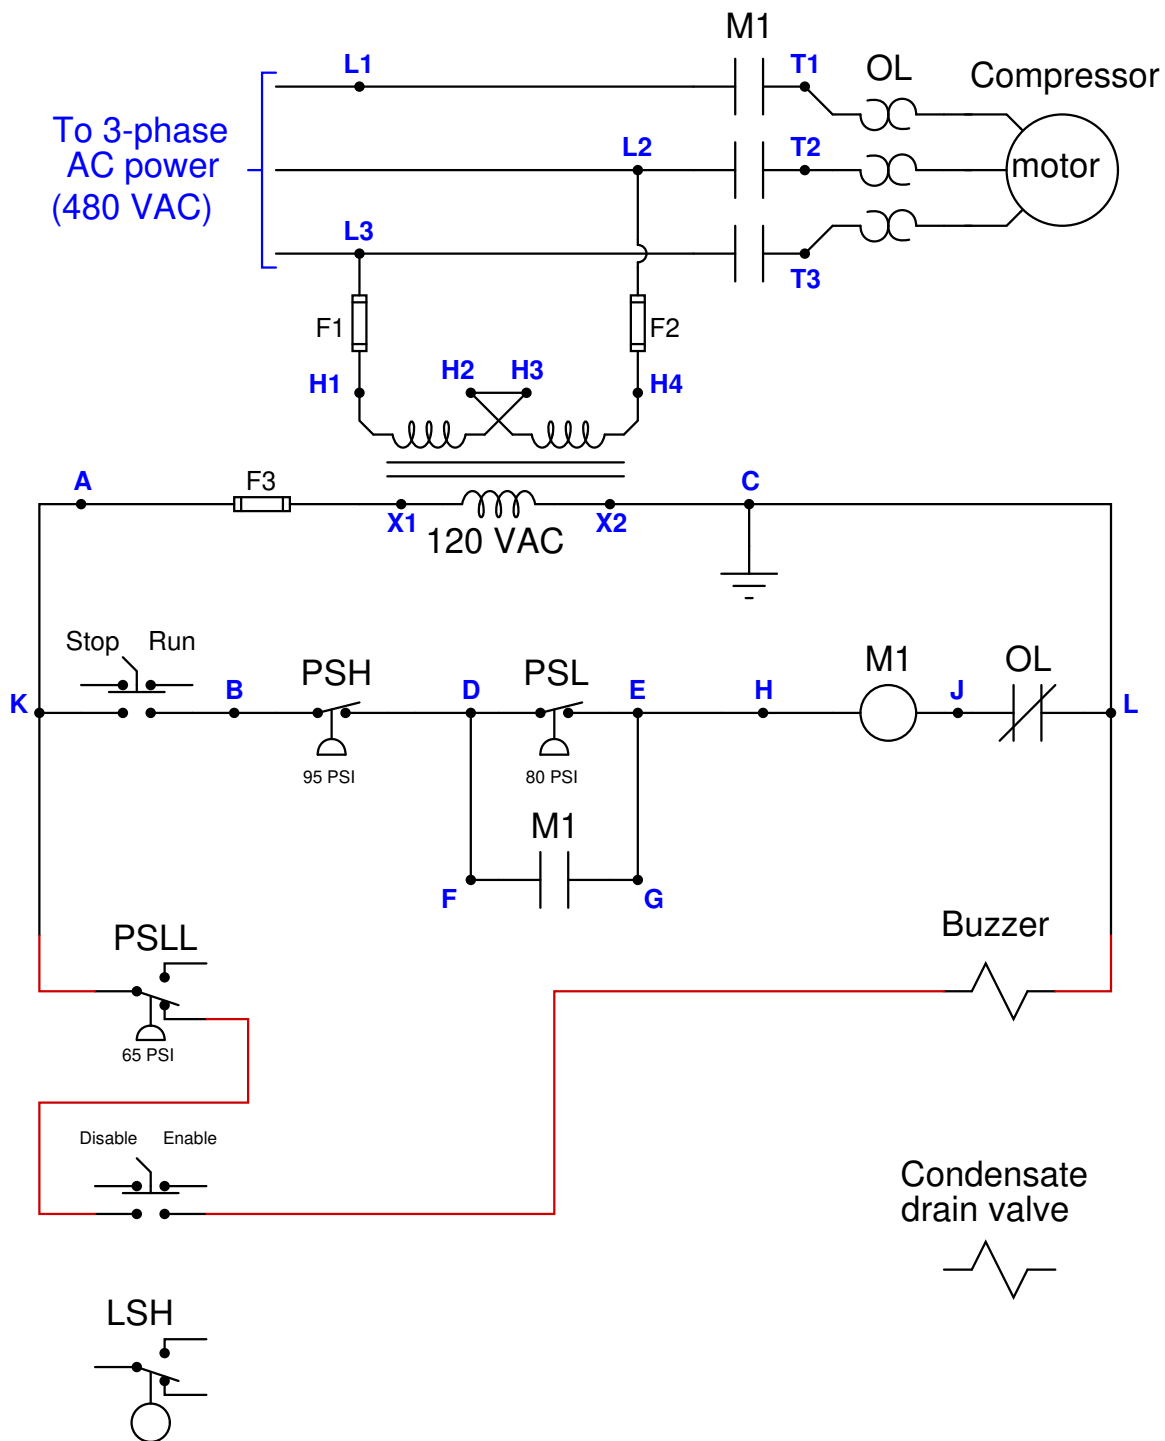 M1
L1
T1
OL
Compressor
To 3-phase
AC power
(480 VAC)
L2
T2
motor
L3
T3
F1
F2
H1
H2
H3
H4
A
F3
X1
X2
C
120 VAC
Stop Run
K
B
PSH
95 PSI
D
PSL
80 PSI
E
H
M1
J
OL
L
M1
F
G
PSLL
65 PSI
Buzzer
Disable Enable
Condensate
drain valve
LSH